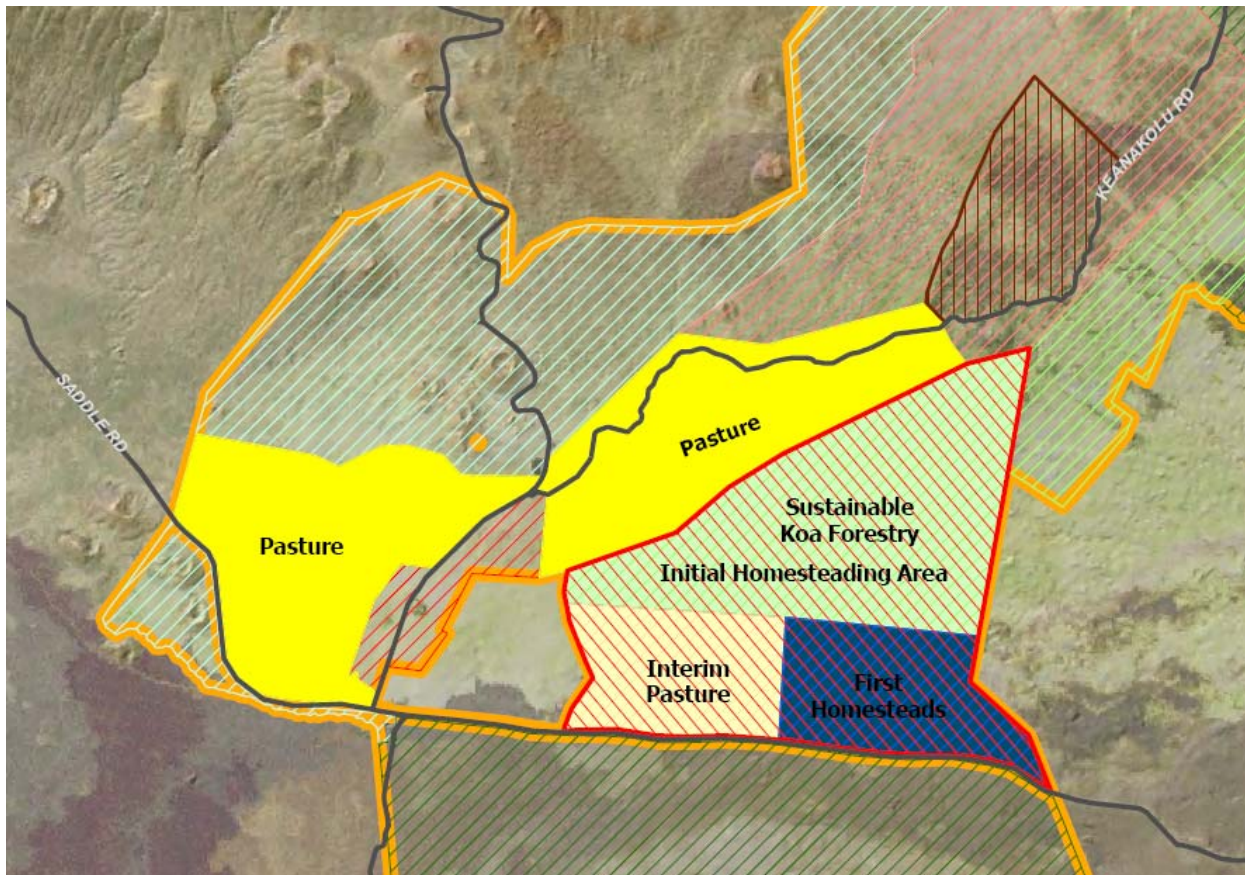 KEANAKOLU RD
SADDLE RD
Pasture
Pasture
Sustainable
Koa Forestry
Initial Homesteading Area
Interim
Pasture
First
Homesteads